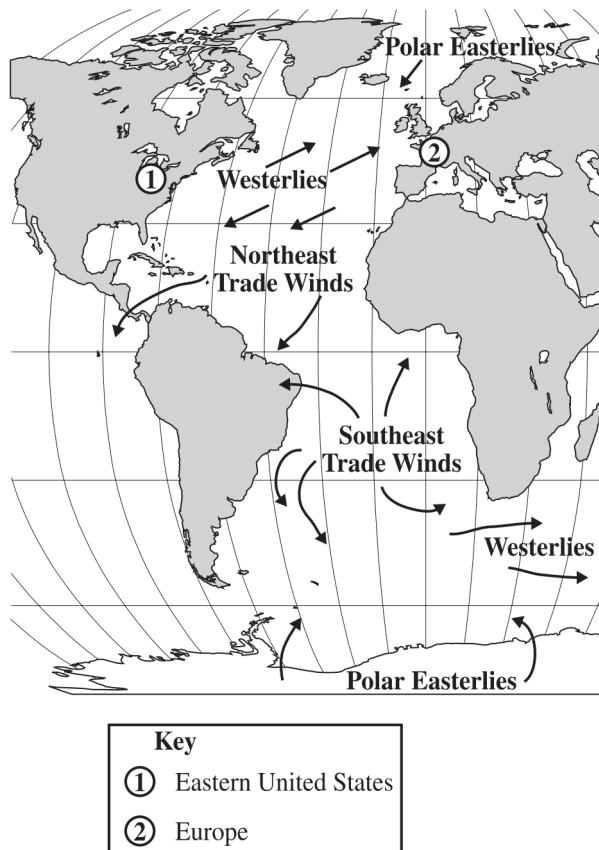 Polar Easterlies
2
1
Westerlies
Northeast
Trade Winds
Southeast
Trade Winds
Westerlies
Polar Easterlies
Key
1 Eastern United States
2 Europe